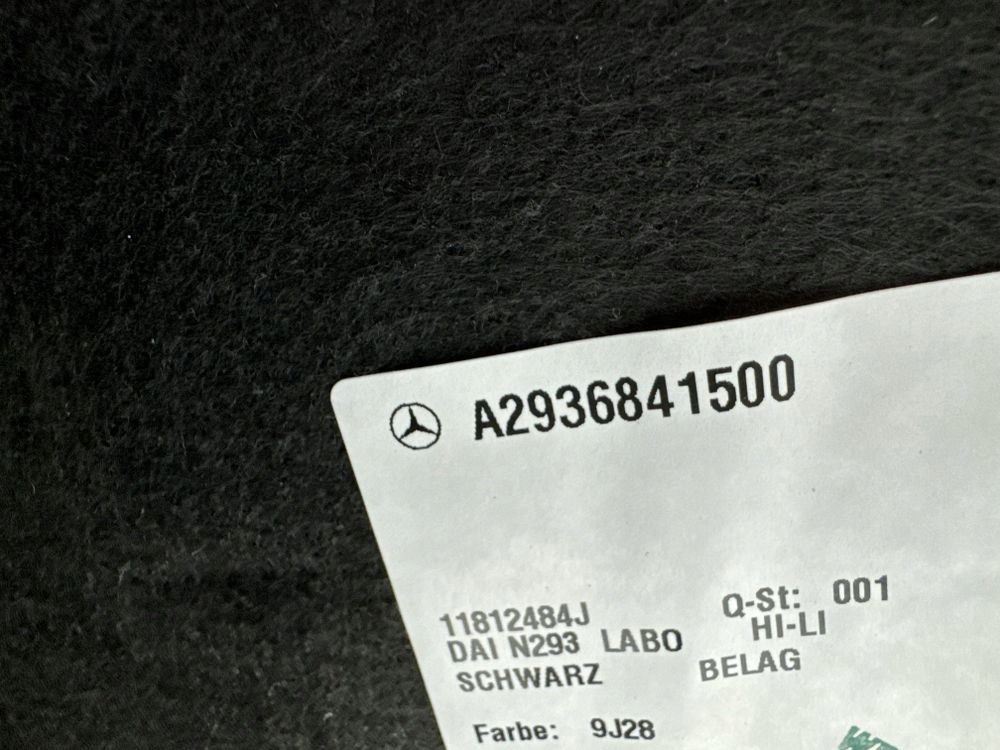 A2936841500
11812484J Q-St: 001
DAI N293 LABO HI-LI
SCHWARZ BELAG
Farbe: 9J28